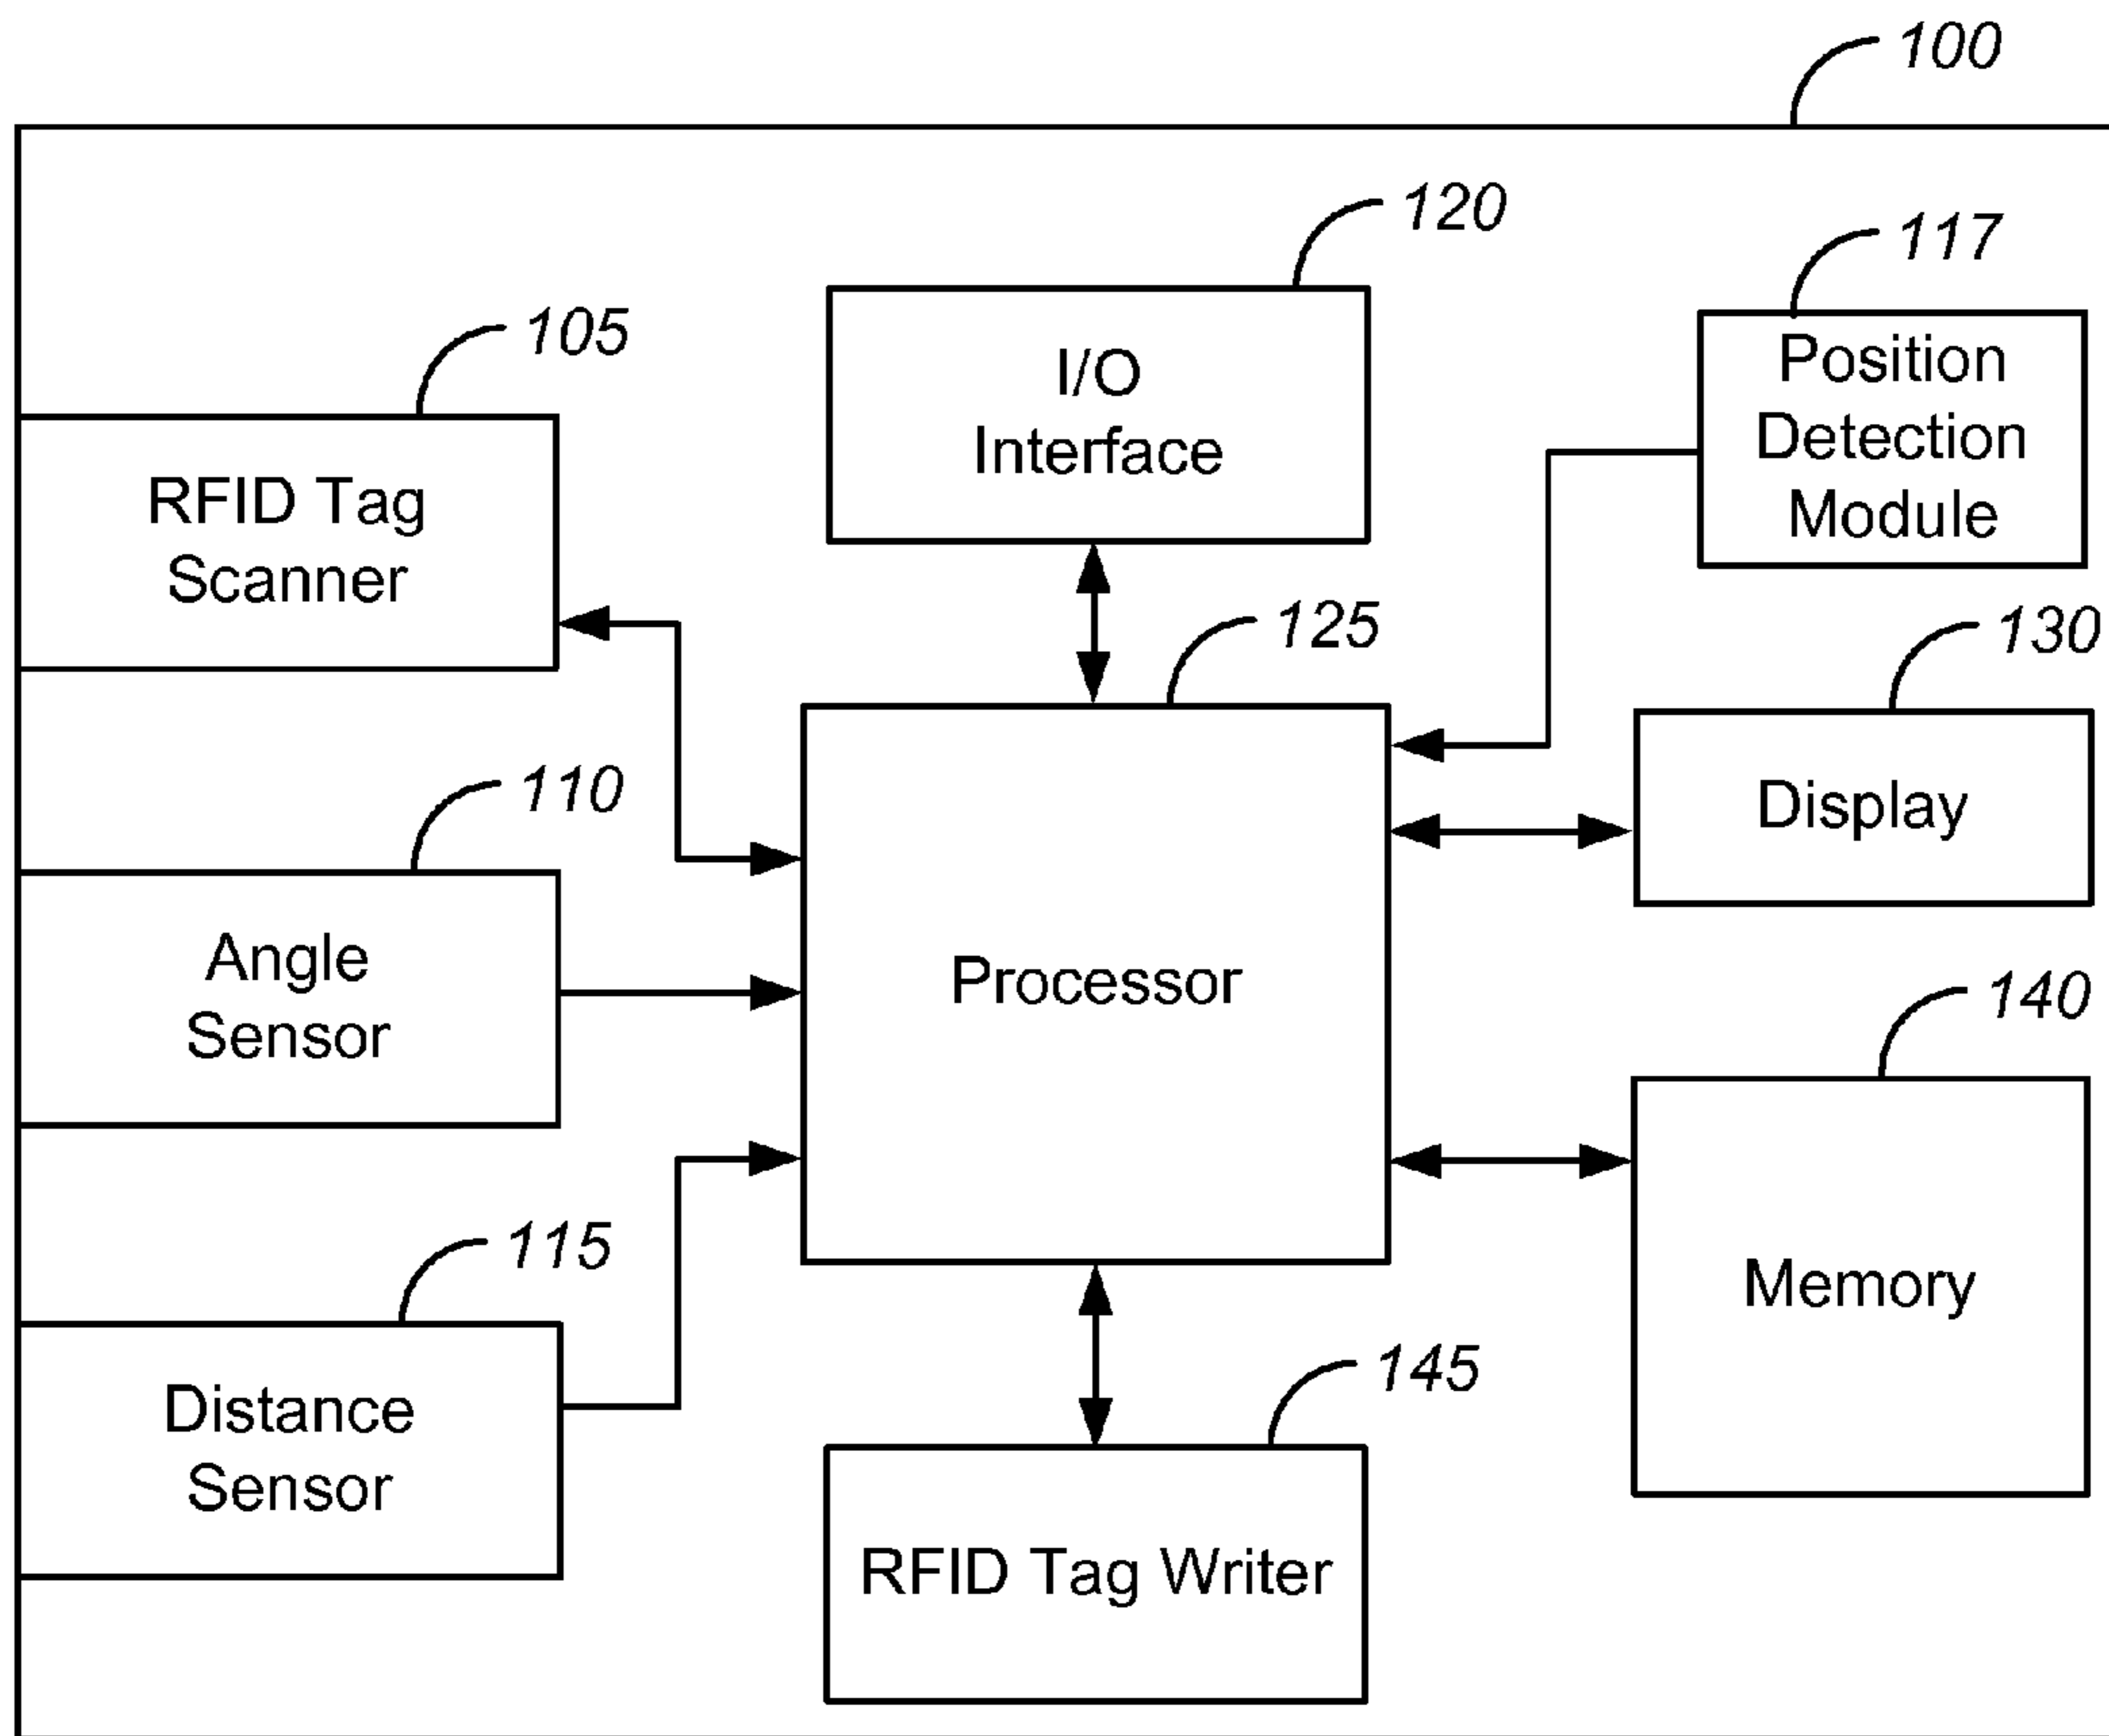 100
120
117
105
I/O
Interface
Position
Detection
Module
RFID Tag
Scanner
125
130
110
Display
Angle
Sensor
Processor
140
115
Memory
Distance
Sensor
145
RFID Tag Writer